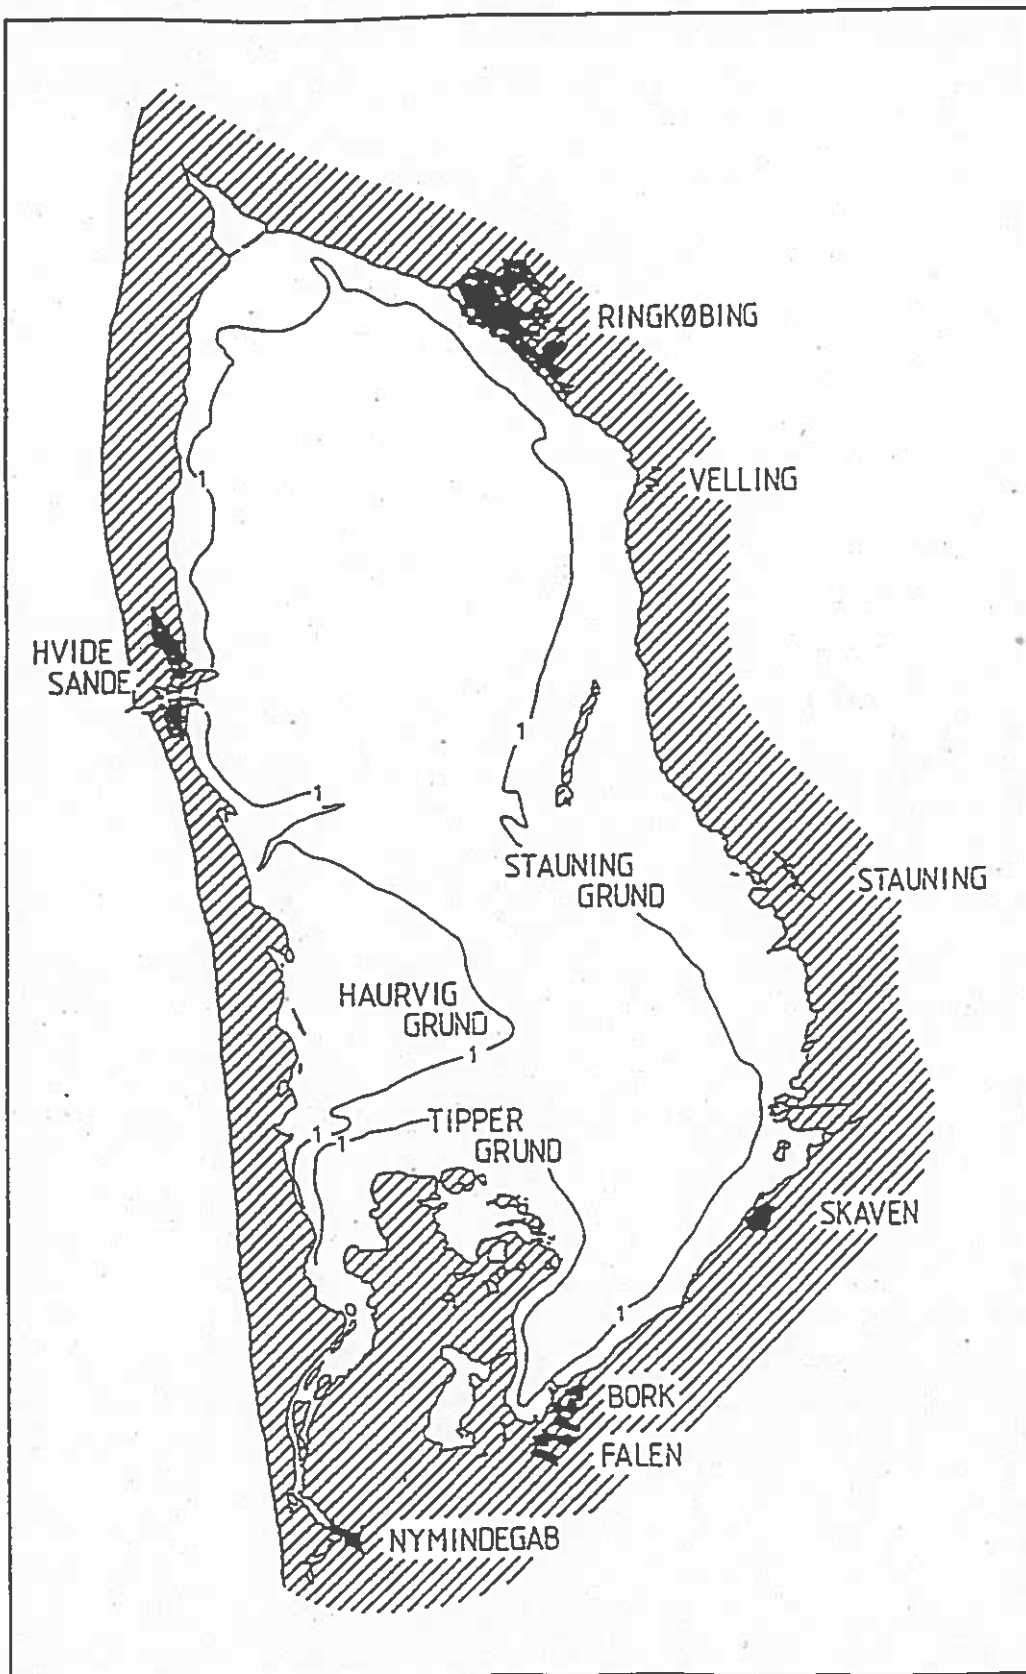 RINGKØBING
VELLING
1
HVIDE
SANDE
1
1
STAUNING
GRUND
STAUNING
HAURVIG
GRUND
1
TIPPER
GRUND
1
1
SKAVEN
1
BORK
FALEN
NYMINDEGAB